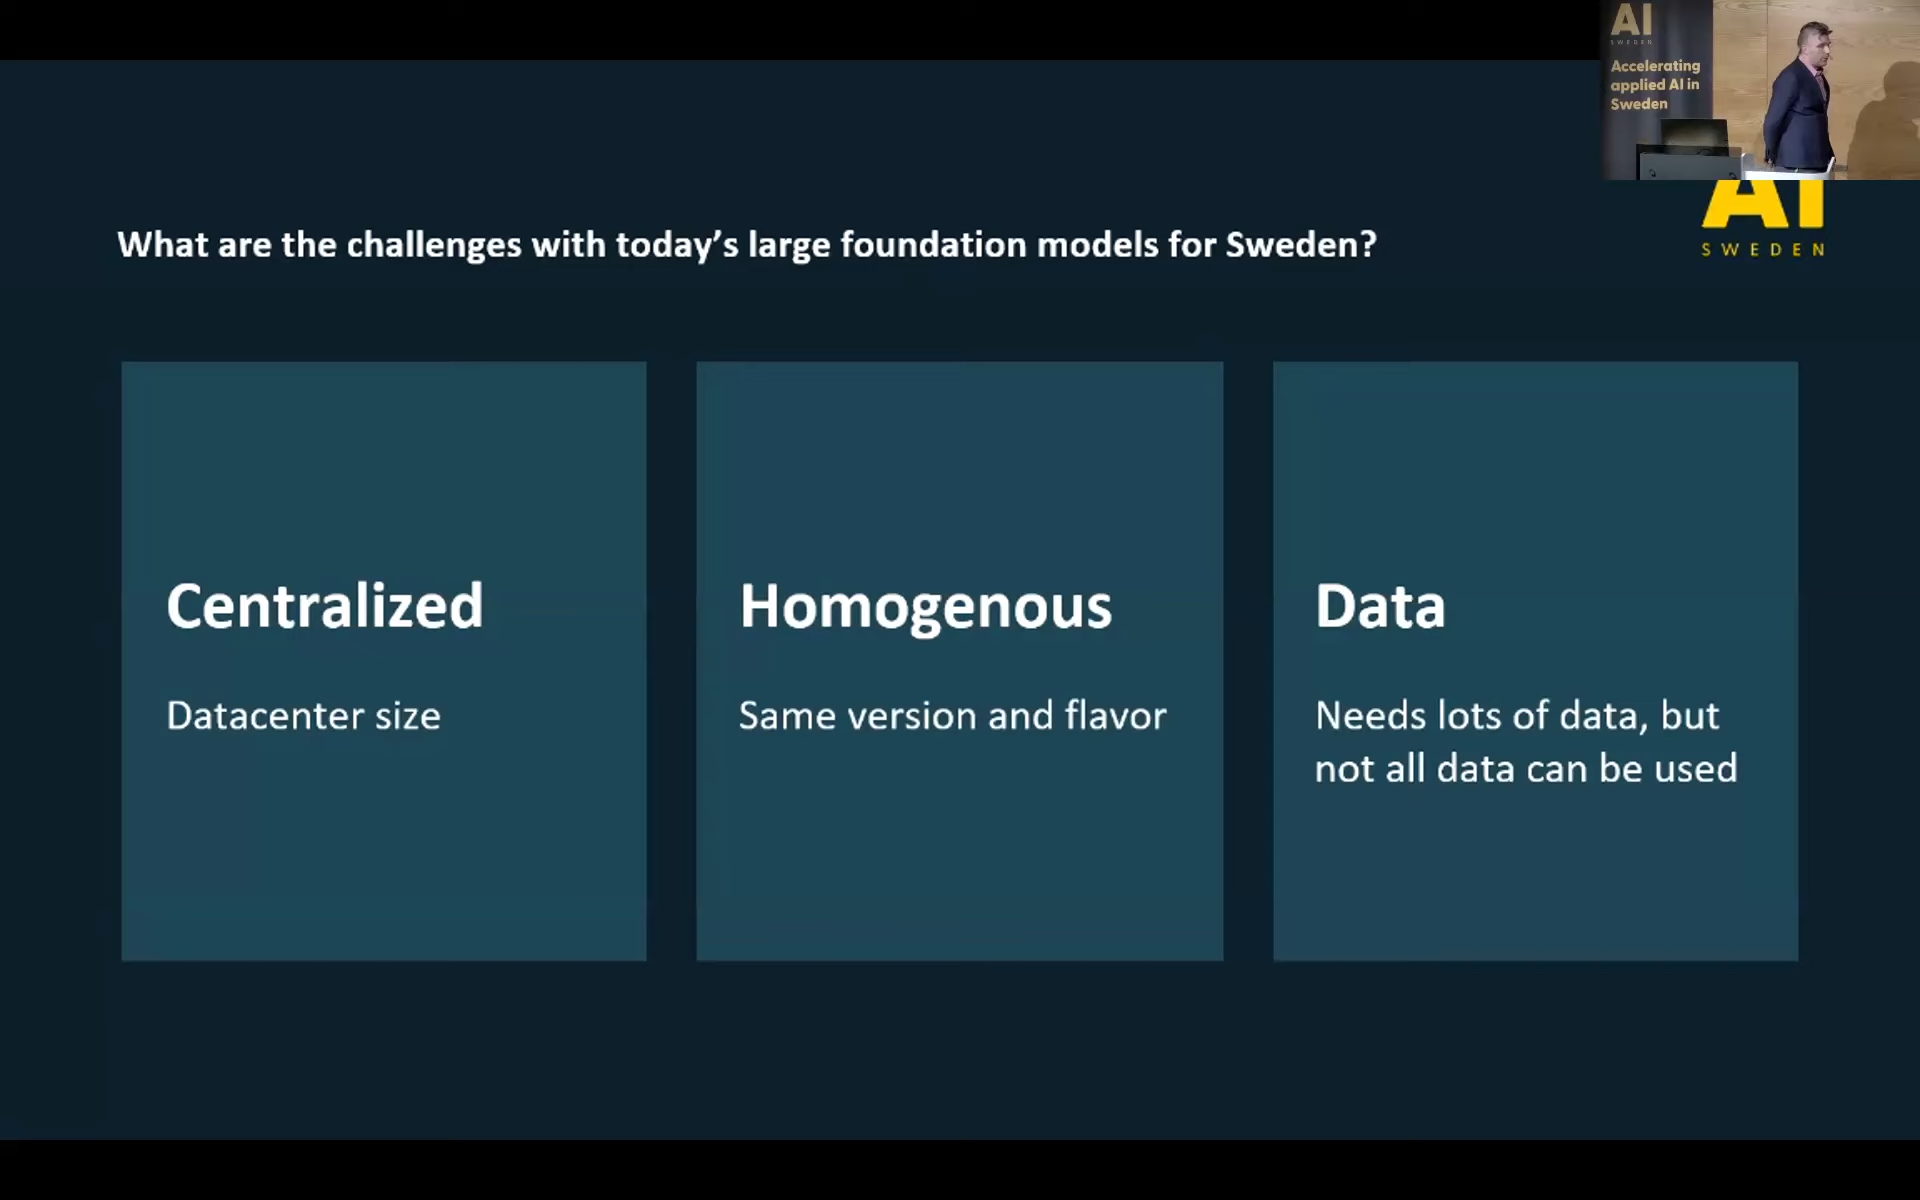 AI
SWEDEN
Accelerating
applied AI in
Sweden
AI
SWEDEN
What are the challenges with today’s large foundation models for Sweden?
Centralized
Datacenter size
Homogenous
Same version and flavor
Data
Needs lots of data, but
not all data can be used